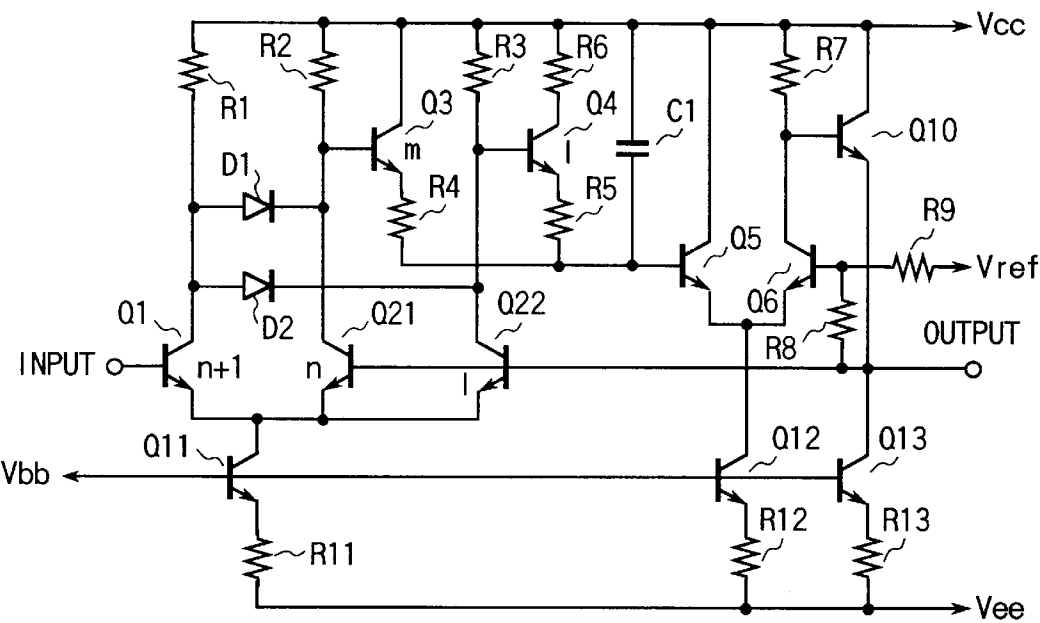 Vcc
R2
R3
R6
R7
R1
Q3
Q4
C1
Q10
m
l
D1
R4
R5
R9
Q5
Vref
Q6
D2
Q1
Q21
Q22
R8
OUTPUT
INPUT
n+1
n
l
Q11
Q12
Q13
Vbb
R12
R13
R11
Vee